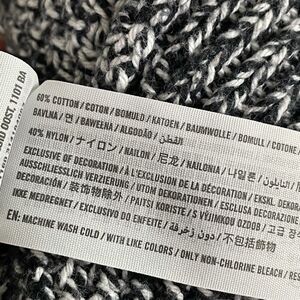 60% COTTON / COTON / BOMULD / KATOEN / BAUMWOLLE / BOMULL / COTONE
BAVLNA / 면 / BAWEŁNA / ALGODÃO / القطن
40% NYLON / ナイロン / NAILON / 尼龙 / NAILONIA / 나일론 / النايلون
EXCLUSIVE OF DECORATION / À L'EXCLUSION DE LA DÉCORATION
AUSSCHLIESSLICH VERZIERUNG / UTOM DEKORATIONEN / ESCLUSA DECORAZIONE
DECORACIÓN / 装饰物除外 / PAITSI KORISTE / S VÝJIMKOU OZDOB / 고급 장식
IKKE MEDREGNET / EXCLUSIVO DO ENFEITE / دون زخرفة / 不包括飾物
EN: MACHINE WASH COLD / WITH LIKE COLORS / ONLY NON-CHLORINE BLEACH